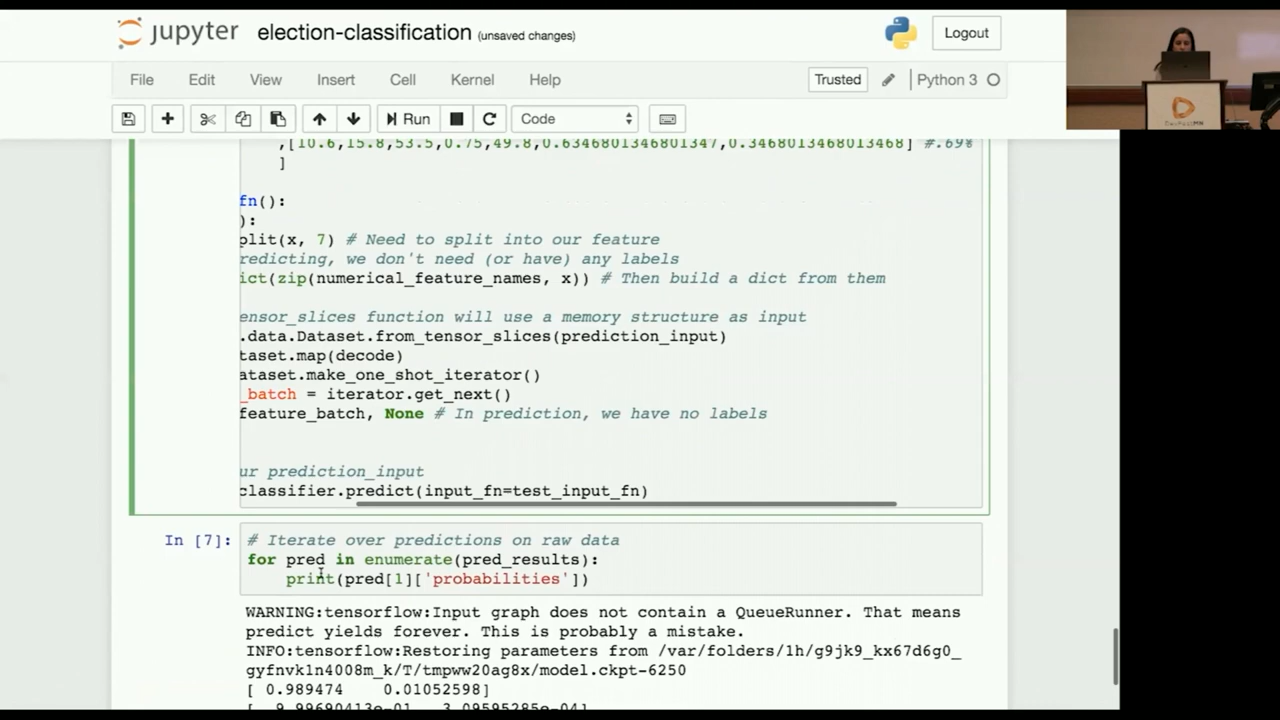 jupyter election-classification (unsaved changes) Logout
File Edit View Insert Cell Kernel Help Trusted Python 3
Run Code
,[10.6,15.8,53.5,0.75,49.8,0.6346801346801347,0.3468013468013468] #.69%
]
fn():
):
plit(x, 7) # Need to split into our feature
redicting, we don't need (or have) any labels
ict(zip(numerical_feature_names, x)) # Then build a dict from them
ensor_slices function will use a memory structure as input
.data.Dataset.from_tensor_slices(prediction_input)
taset.map(decode)
ataset.make_one_shot_iterator()
_batch = iterator.get_next()
feature_batch, None # In prediction, we have no labels
ur prediction_input
classifier.predict(input_fn=test_input_fn)
In [7]: # Iterate over predictions on raw data
for pred in enumerate(pred_results):
print(pred[1]['probabilities'])
WARNING:tensorflow:Input graph does not contain a QueueRunner. That means
predict yields forever. This is probably a mistake.
INFO:tensorflow:Restoring parameters from /var/folders/1h/g9jk9_kx67d6g0_
gyfnvkln4008m_k/T/tmpww20ag8x/model.ckpt-6250
[ 0.989474 0.01052598]
[ 9.99690413e-01 3.09595285e-04]